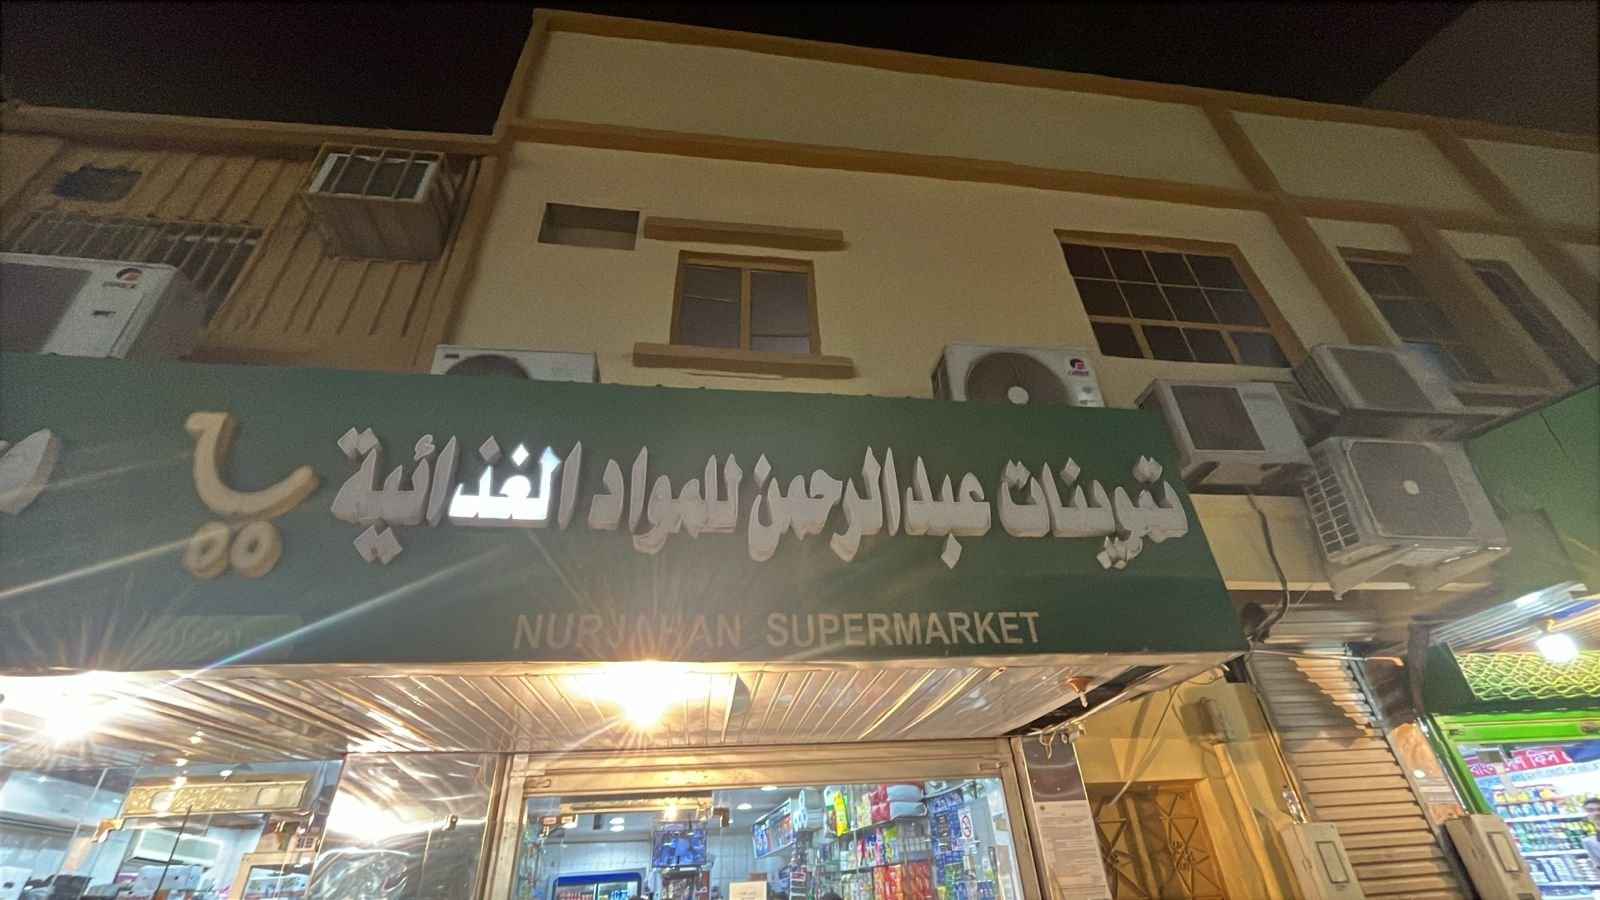 تموينات عبدالرحمن للمواد الغذائية
NURJAHAN SUPERMARKET